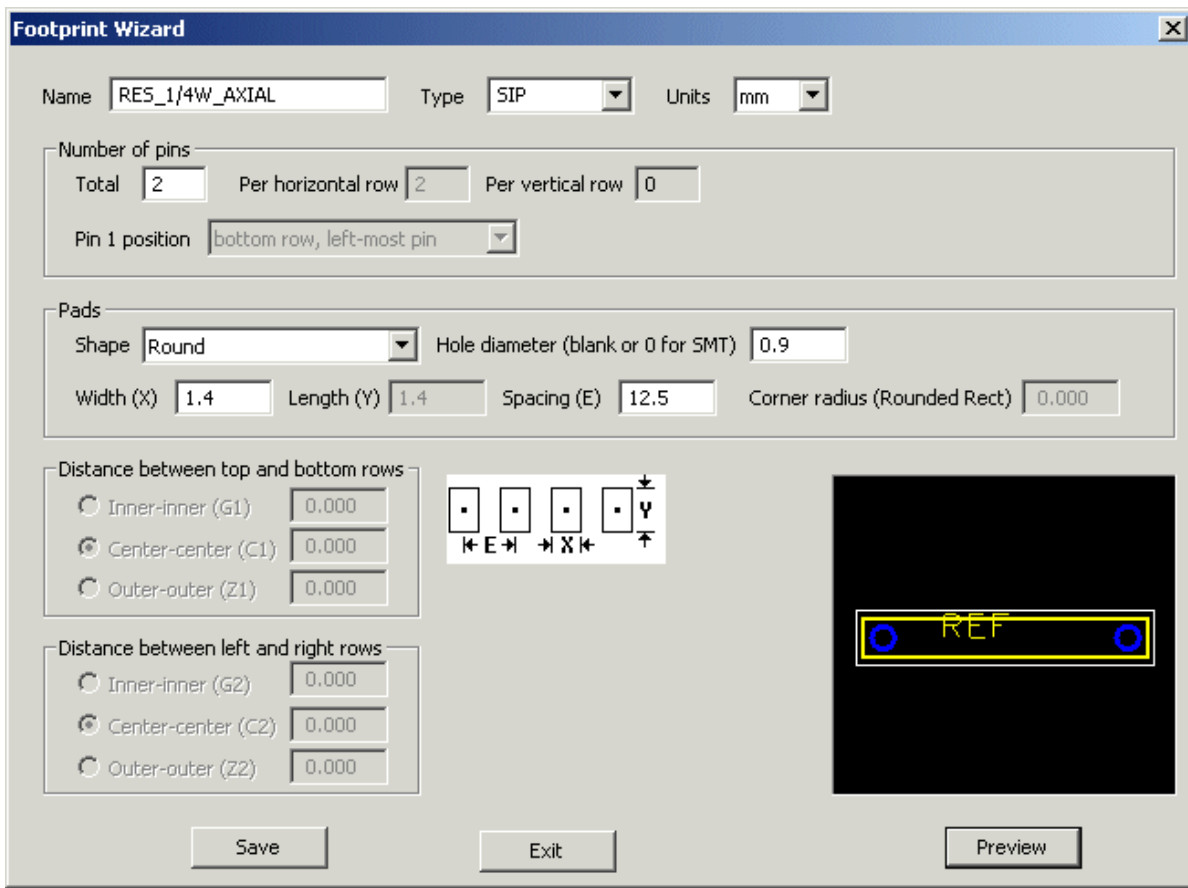 Footprint Wizard
Name RES_1/4W_AXIAL Type SIP Units mm
Number of pins
Total 2 Per horizontal row 2 Per vertical row 0
Pin 1 position bottom row, left-most pin
Pads
Shape Round Hole diameter (blank or 0 for SMT) 0.9
Width (X) 1.4 Length (Y) 1.4 Spacing (E) 12.5 Corner radius (Rounded Rect) 0.000
Distance between top and bottom rows
Inner-inner (G1) 0.000
Center-center (C1) 0.000
Outer-outer (Z1) 0.000
Y
E X
REF
Distance between left and right rows
Inner-inner (G2) 0.000
Center-center (C2) 0.000
Outer-outer (Z2) 0.000
Save Exit Preview